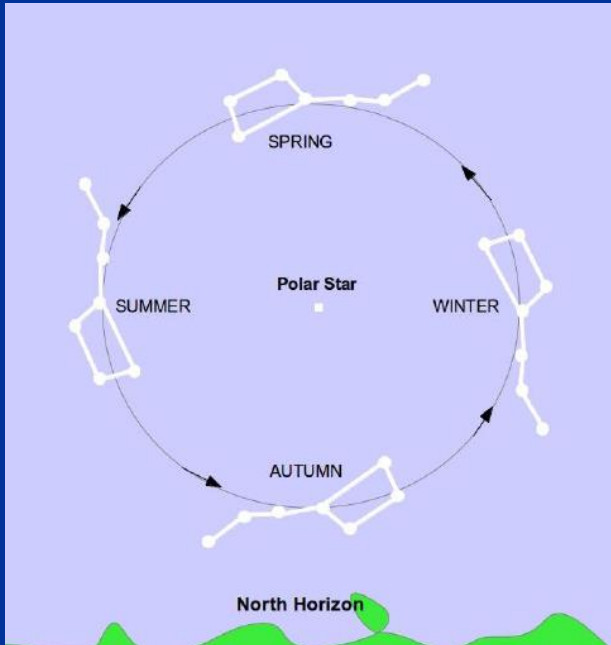 SPRING
Polar Star
SUMMER
WINTER
AUTUMN
North Horizon